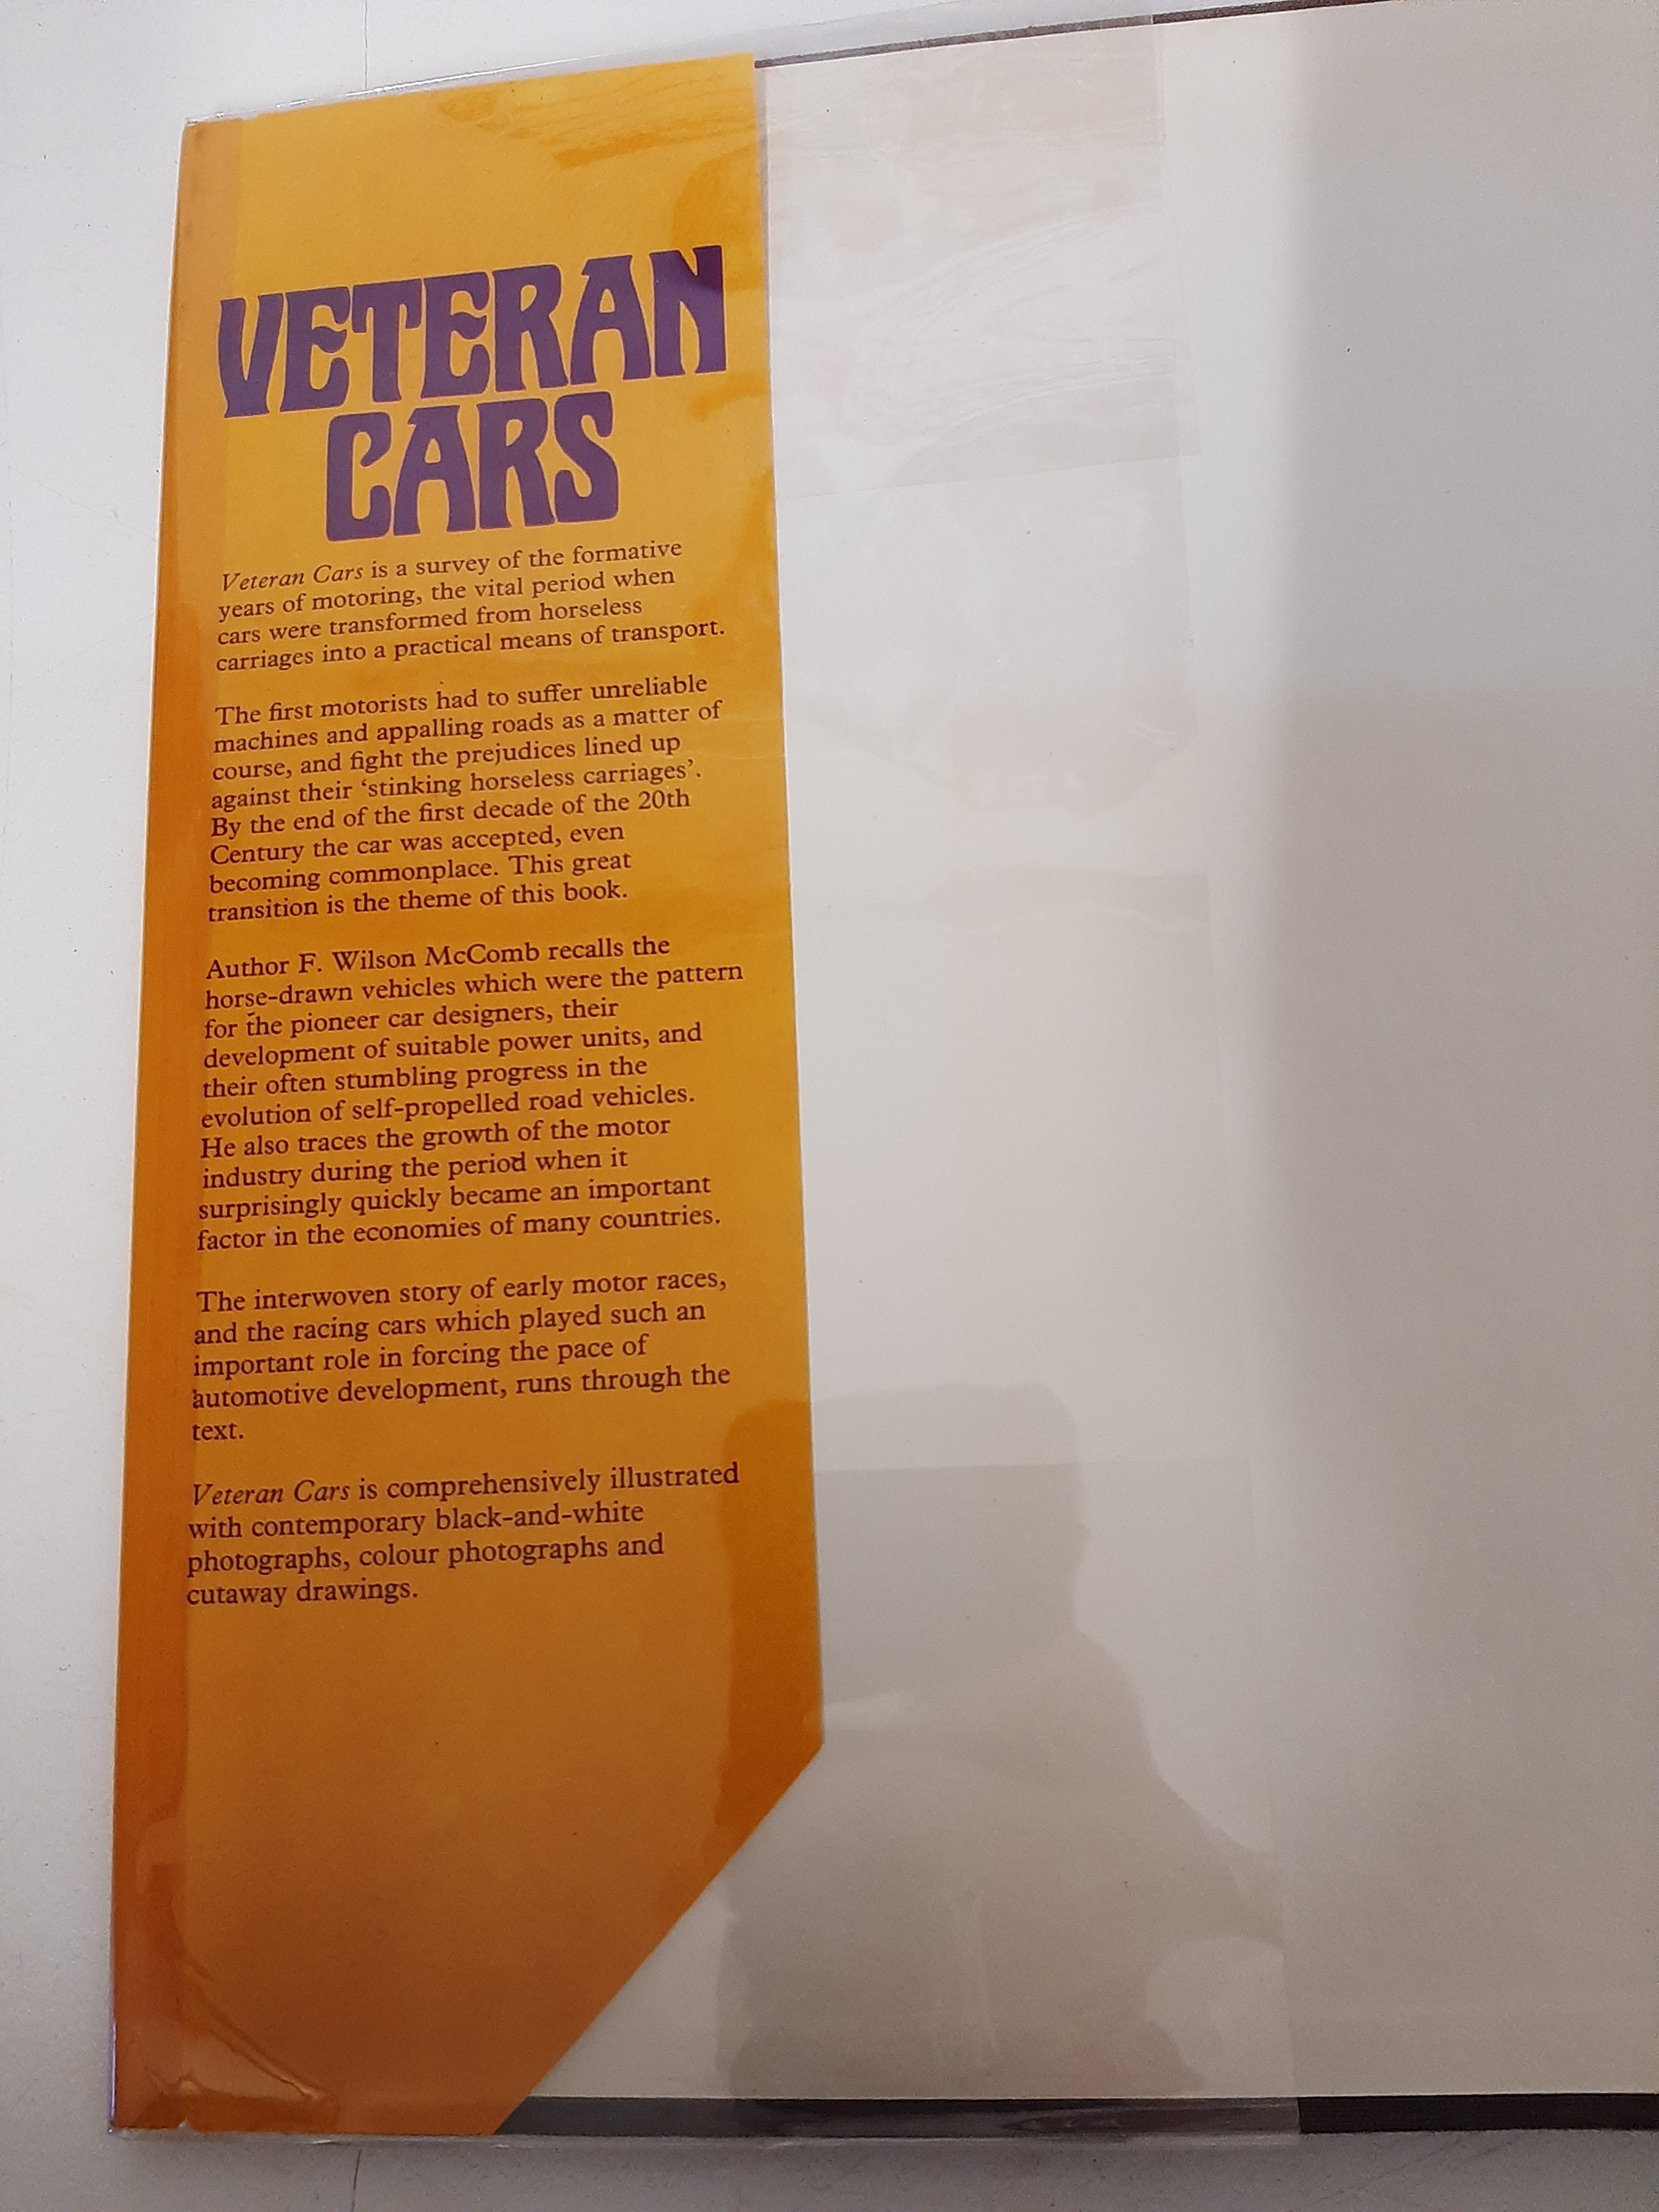 VETERAN
CARS
Veteran Cars is a survey of the formative
years of motoring, the vital period when
cars were transformed from horseless
carriages into a practical means of transport.
The first motorists had to suffer unreliable
machines and appalling roads as a matter of
course, and fight the prejudices lined up
against their ‘stinking horseless carriages’.
By the end of the first decade of the 20th
Century the car was accepted, even
becoming commonplace. This great
transition is the theme of this book.
Author F. Wilson McComb recalls the
horse-drawn vehicles which were the pattern
for the pioneer car designers, their
development of suitable power units, and
their often stumbling progress in the
evolution of self-propelled road vehicles.
He also traces the growth of the motor
industry during the period when it
surprisingly quickly became an important
factor in the economies of many countries.
The interwoven story of early motor races,
and the racing cars which played such an
important role in forcing the pace of
automotive development, runs through the
text.
Veteran Cars is comprehensively illustrated
with contemporary black-and-white
photographs, colour photographs and
cutaway drawings.